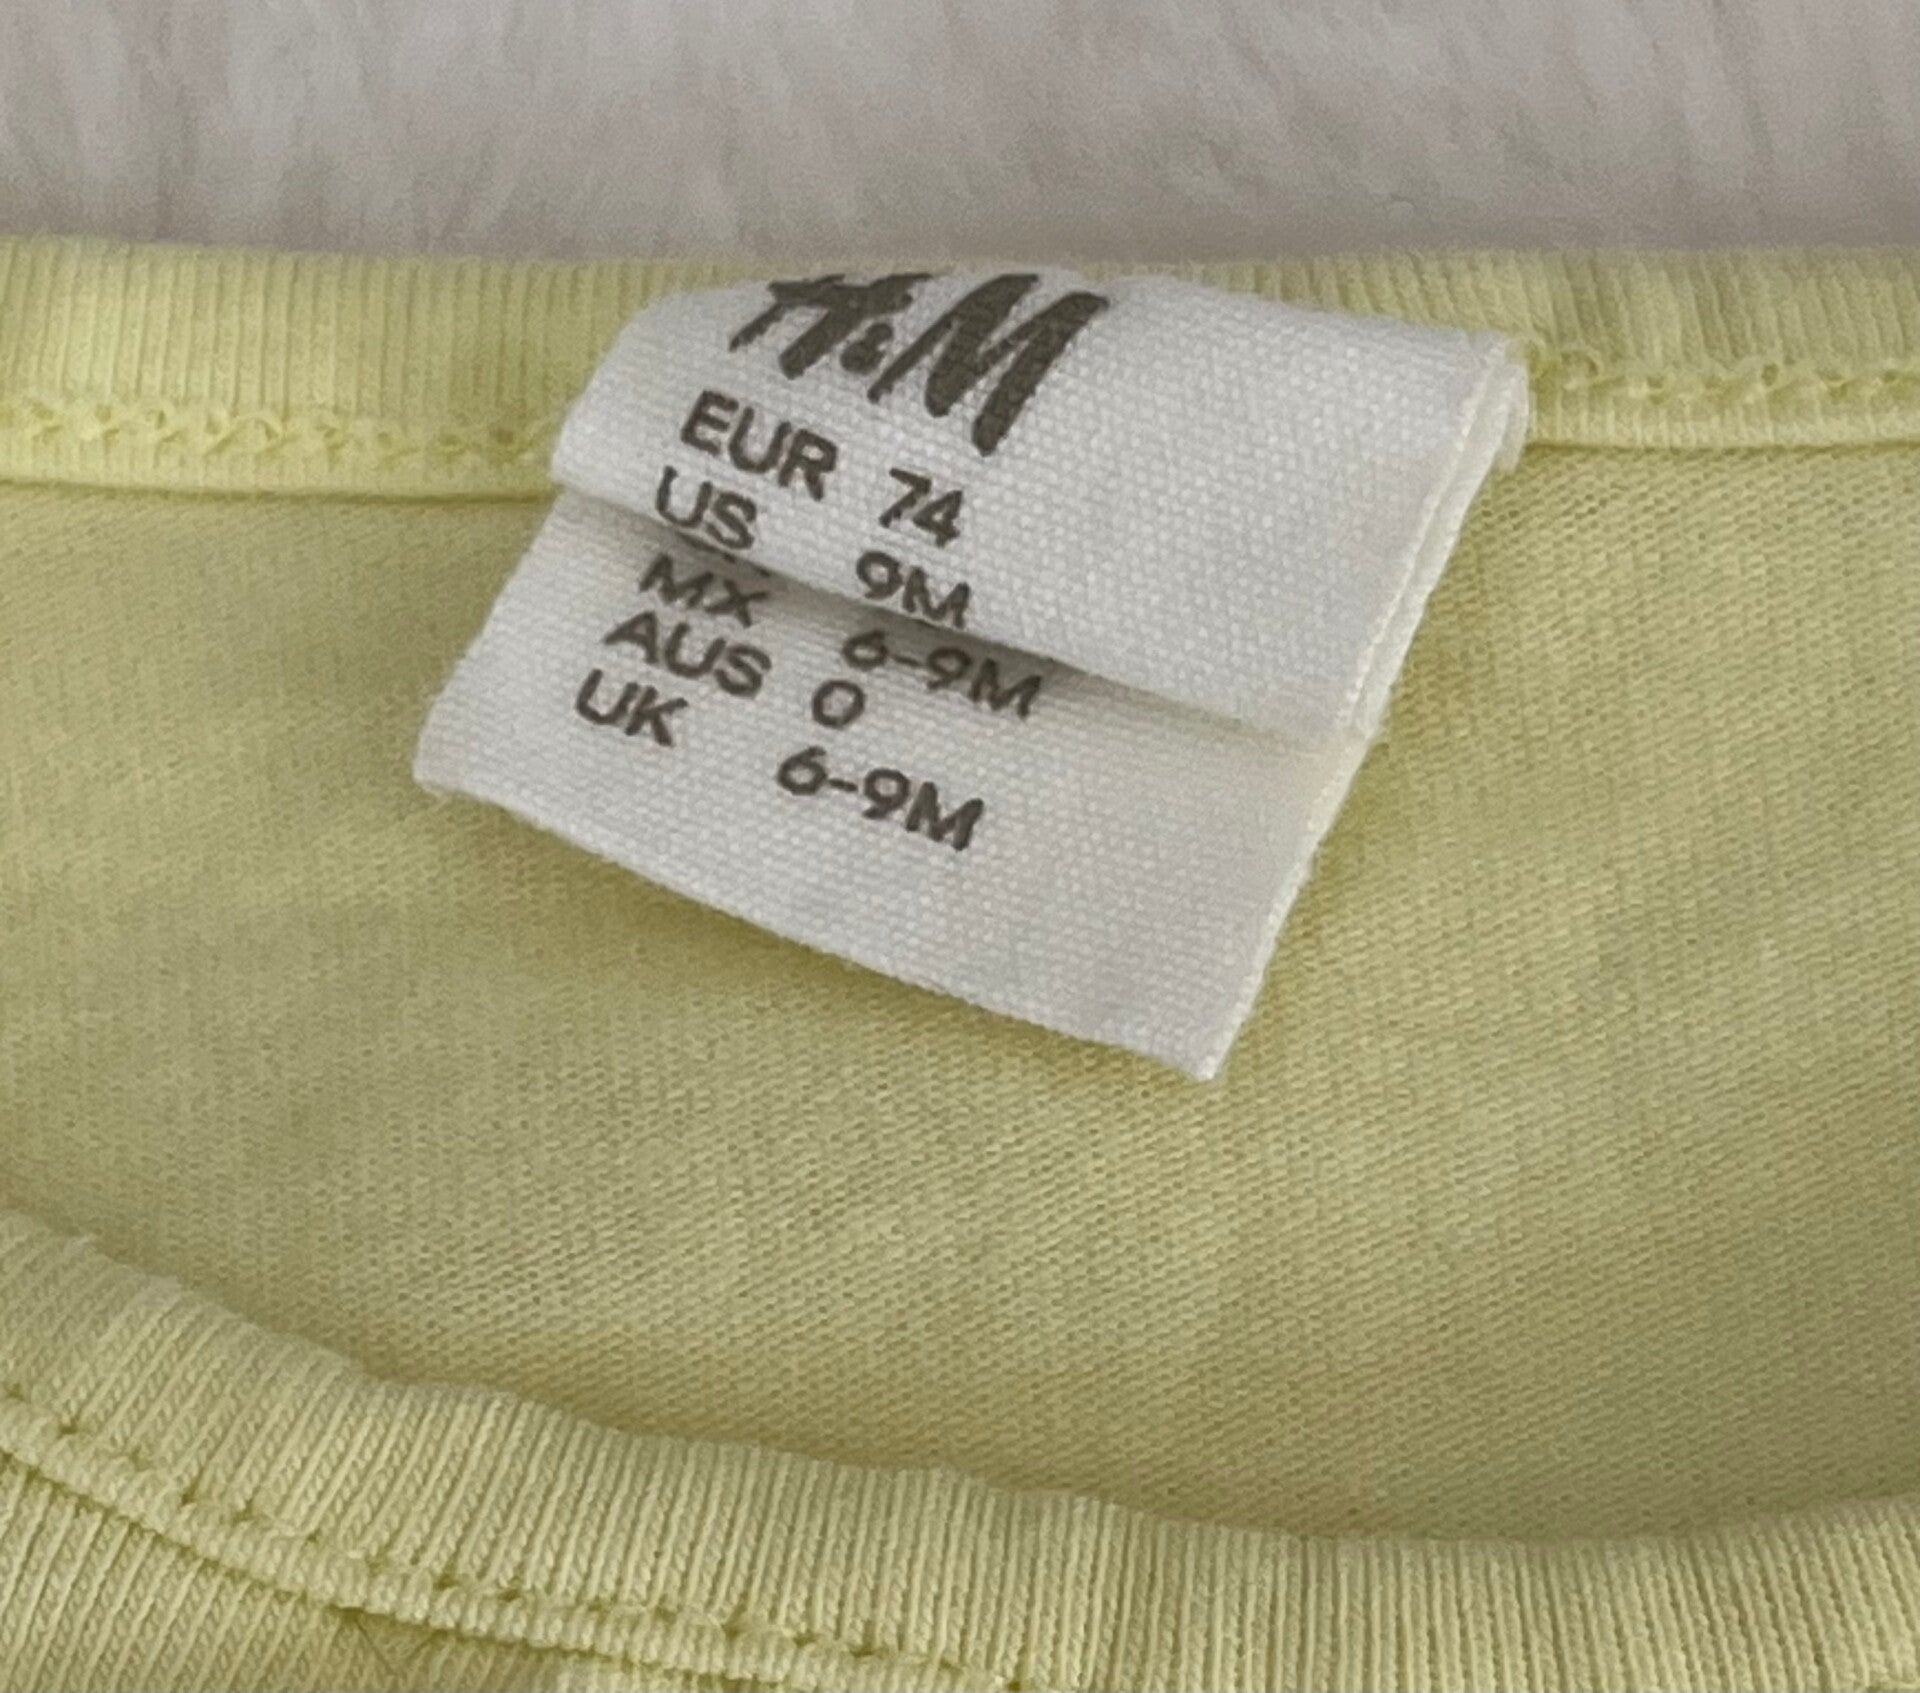 H&M
EUR 74
US 9M
MX 6-9M
AUS 0
UK 6-9M